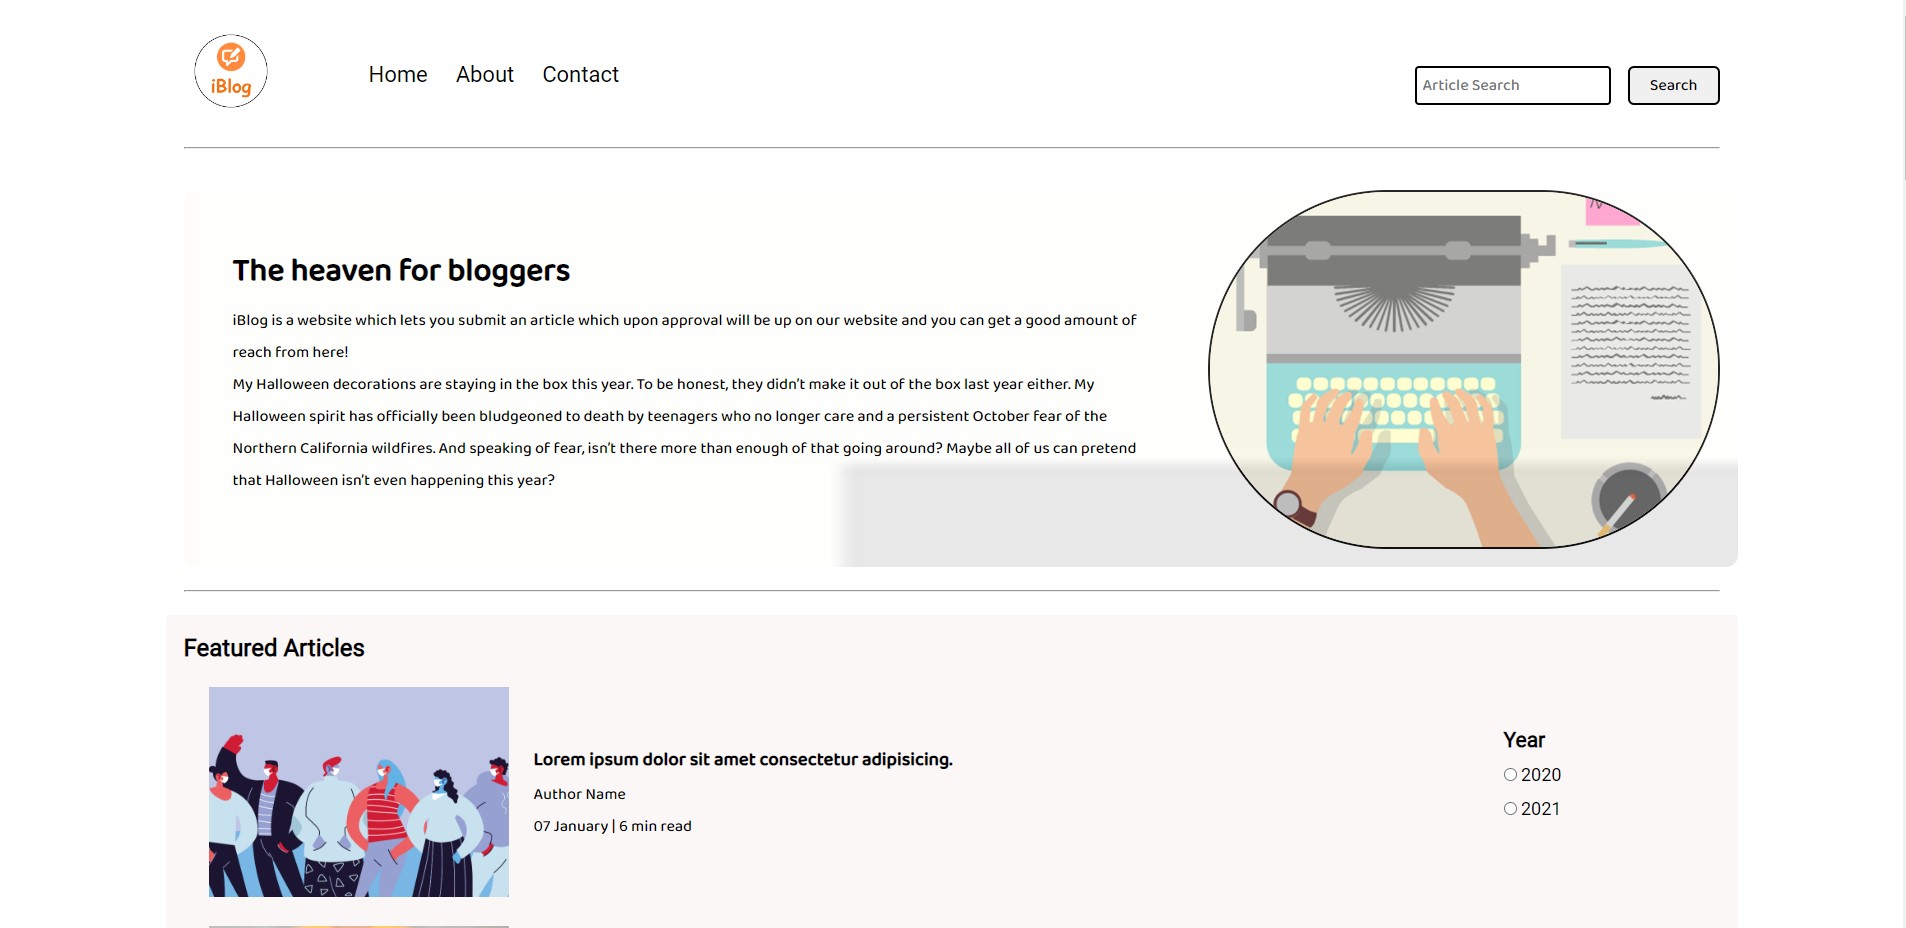 iBlog
Home About Contact
Article Search
Search
The heaven for bloggers
iBlog is a website which lets you submit an article which upon approval will be up on our website and you can get a good amount of
reach from here!
My Halloween decorations are staying in the box this year. To be honest, they didn’t make it out of the box last year either. My
Halloween spirit has officially been bludgeoned to death by teenagers who no longer care and a persistent October fear of the
Northern California wildfires. And speaking of fear, isn’t there more than enough of that going around? Maybe all of us can pretend
that Halloween isn’t even happening this year?
Featured Articles
Lorem ipsum dolor sit amet consectetur adipisicing.
Author Name
07 January | 6 min read
Year
2020
2021